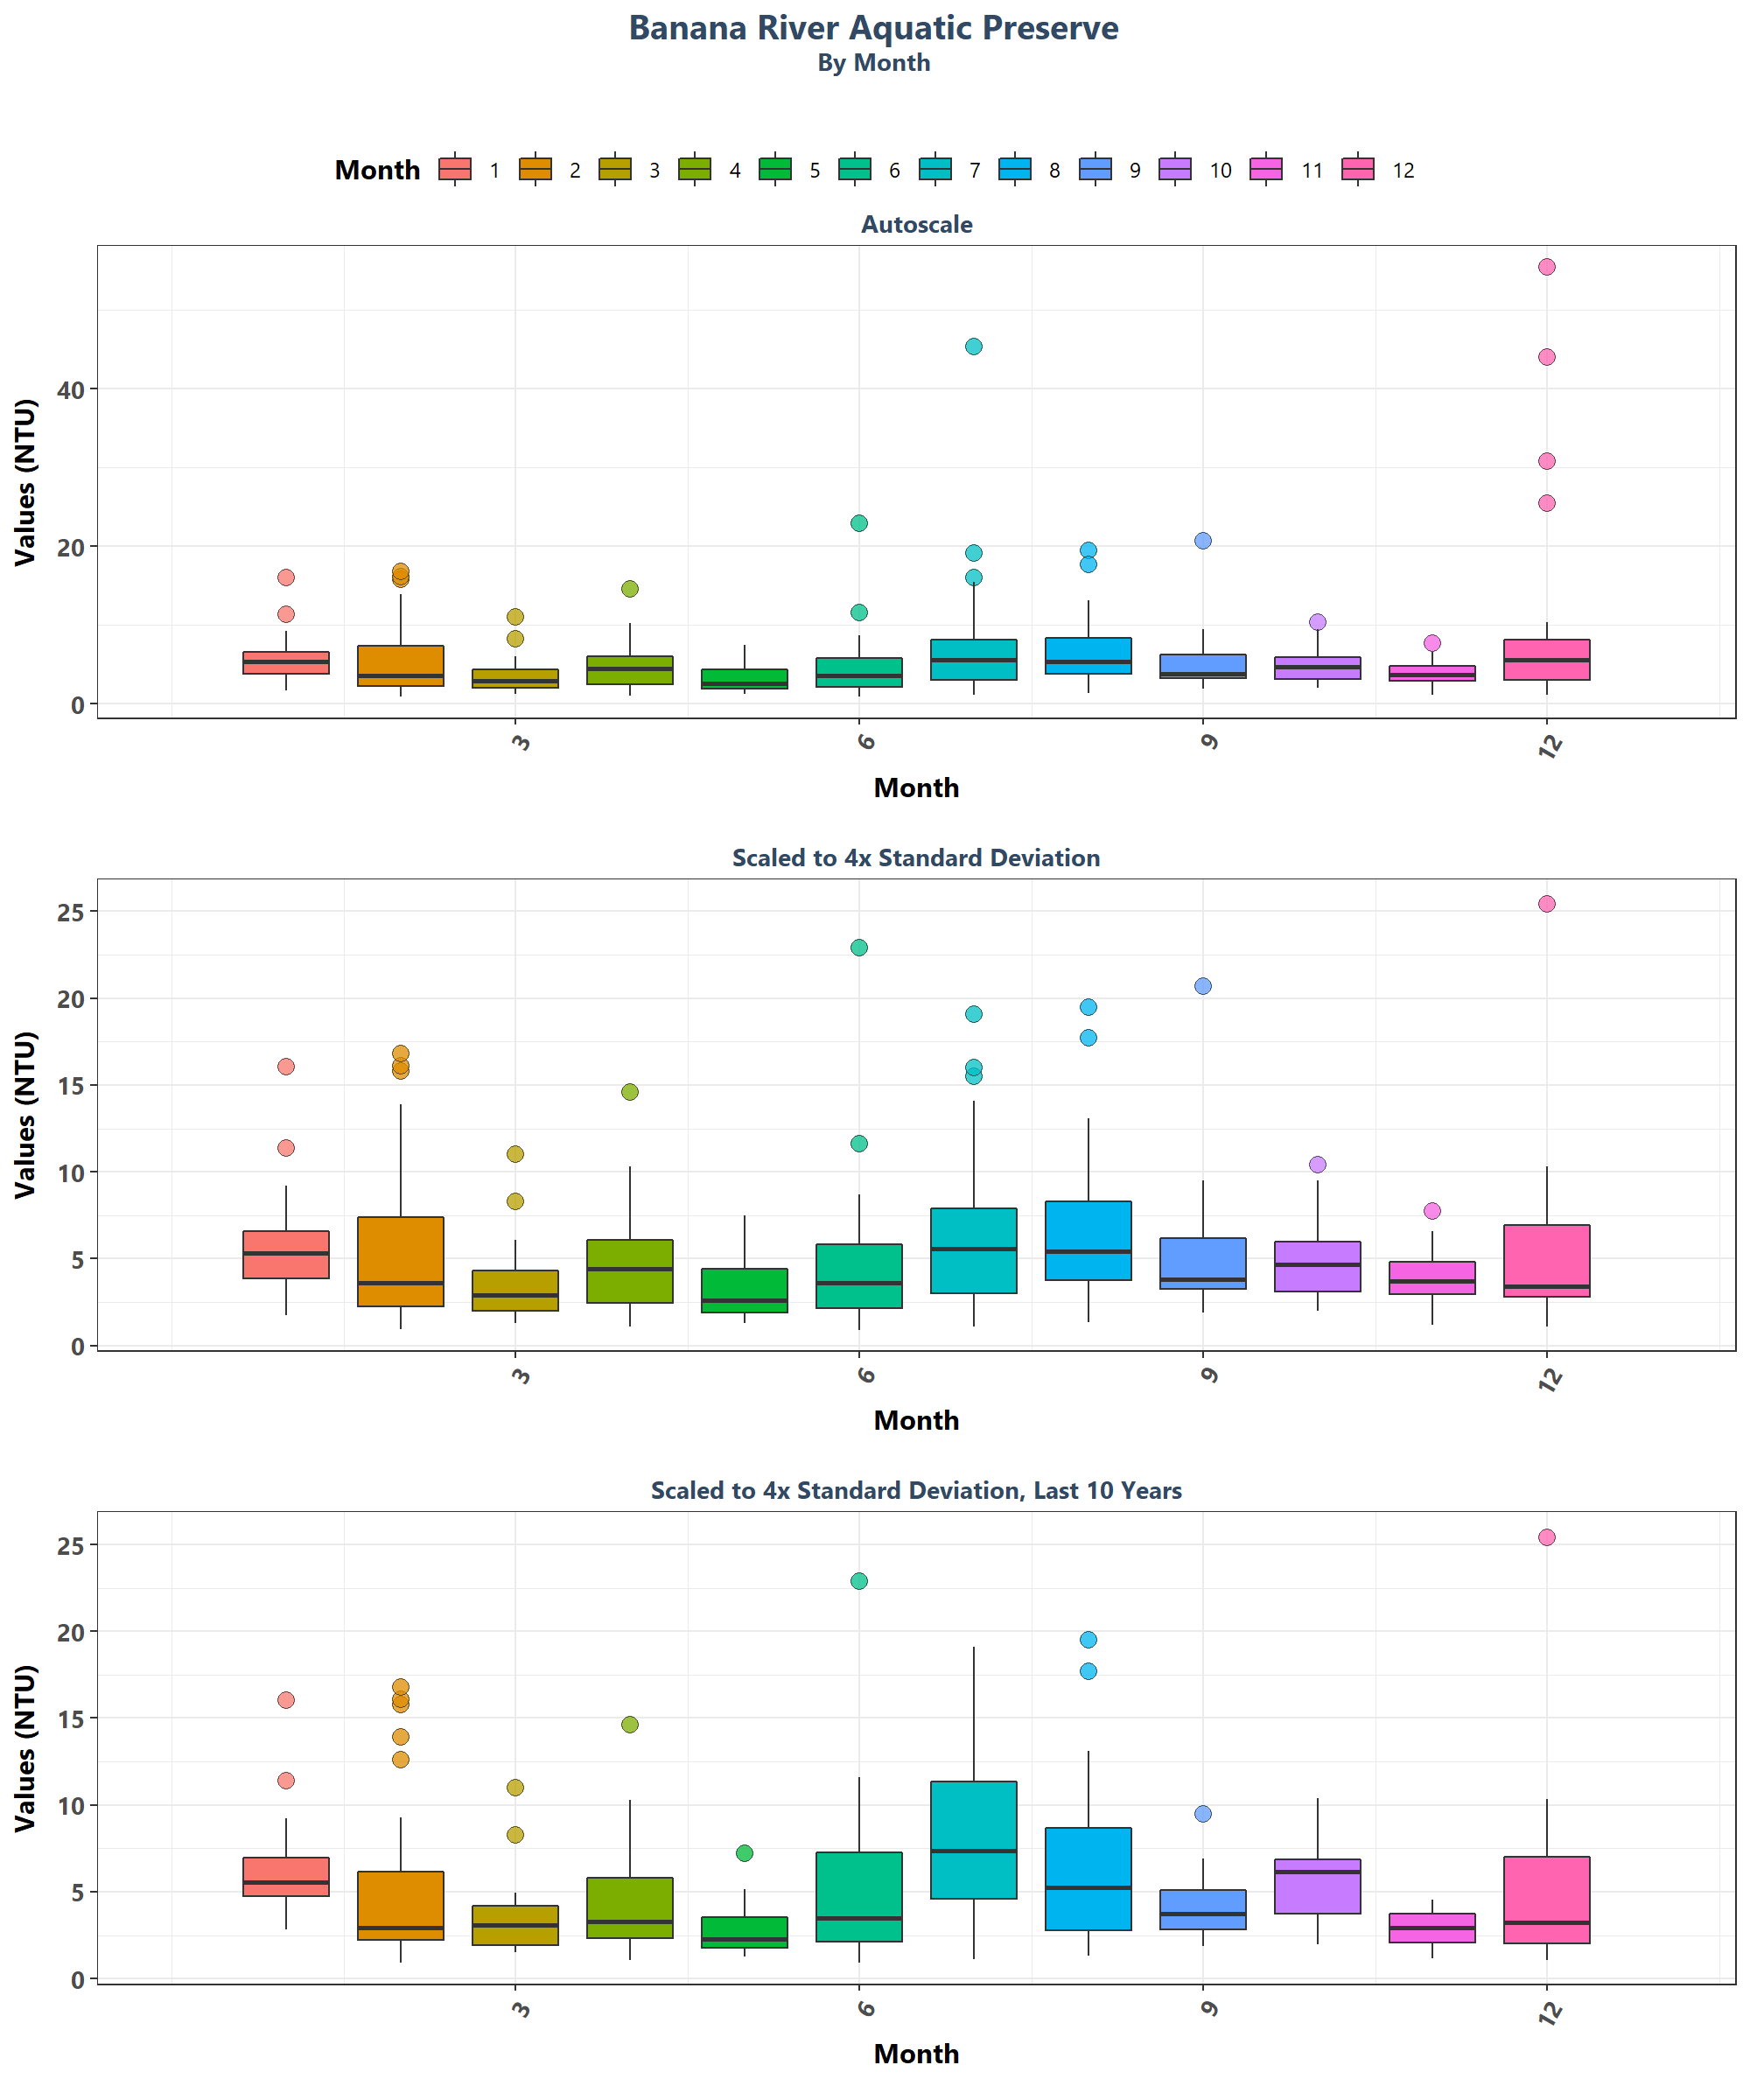 Banana River Aquatic Preserve
By Month
Month 1 2 3 4 5 6 7 8 9 10 11 12
Autoscale
Values (NTU)
40
20
0
3 6 9 12
Month
Scaled to 4x Standard Deviation
Values (NTU)
25
20
15
10
5
0
3 6 9 12
Month
Scaled to 4x Standard Deviation, Last 10 Years
Values (NTU)
25
20
15
10
5
0
3 6 9 12
Month